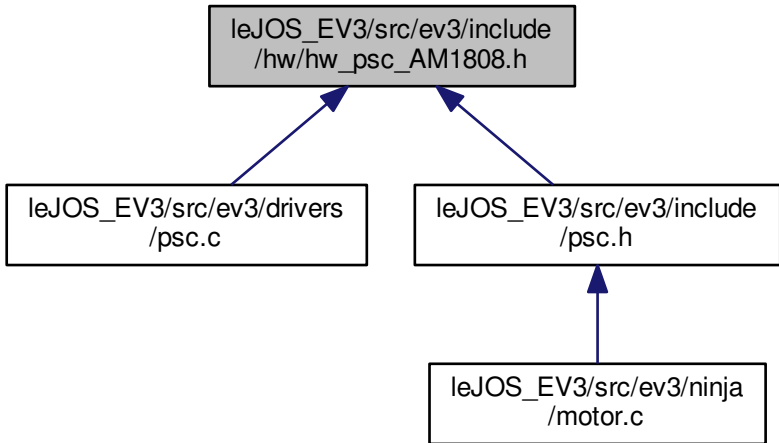 leJOS_EV3/src/ev3/include
/hw/hw_psc_AM1808.h
leJOS_EV3/src/ev3/drivers
/psc.c
leJOS_EV3/src/ev3/include
/psc.h
leJOS_EV3/src/ev3/ninja
/motor.c